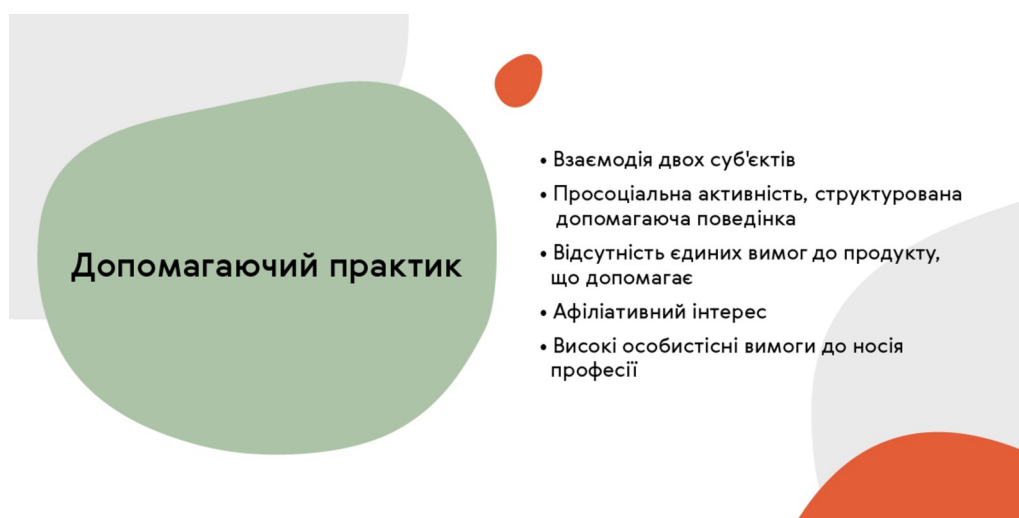 Допомагаючий практик
• Взаємодія двох суб'єктів
• Просоціальна активність, структурована
допомагаюча поведінка
• Відсутність єдиних вимог до продукту,
що допомагає
• Афіліативний інтерес
• Високі особистісні вимоги до носія
професії